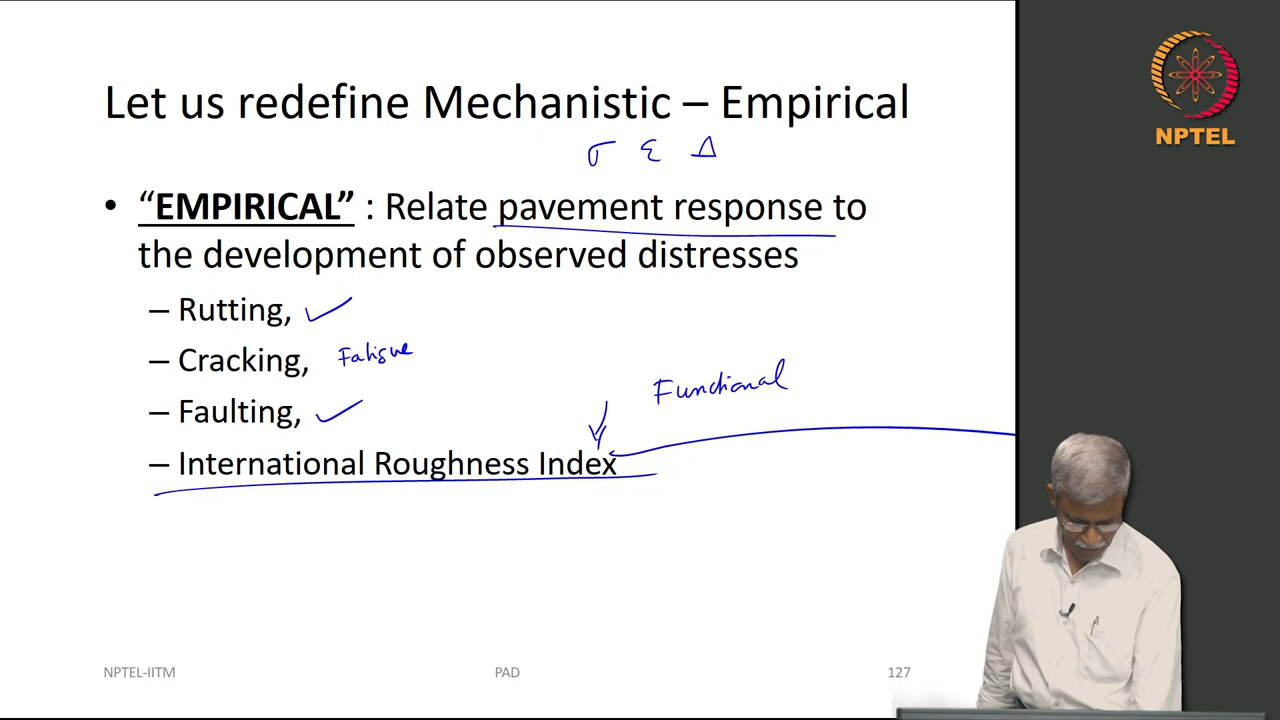 Let us redefine Mechanistic – Empirical
σ ε Δ
• “EMPIRICAL” : Relate pavement response to
the development of observed distresses
– Rutting,
– Cracking, Fatigue
– Faulting,
Functional
– International Roughness Index
NPTEL
NPTEL-IITM PAD 127